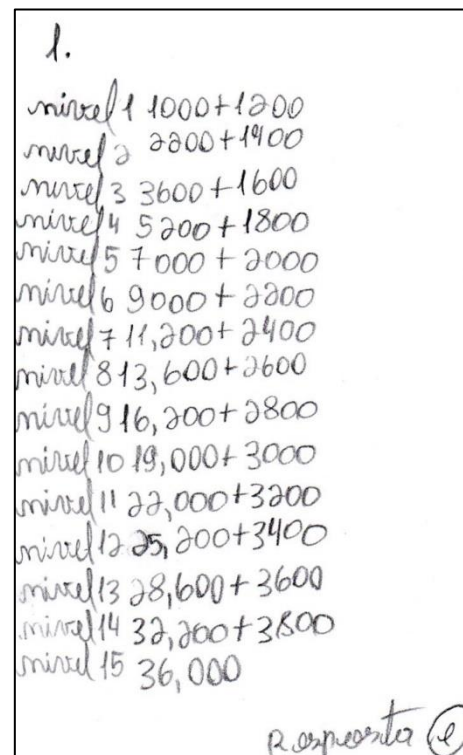 1.
nivel 1 1000+1200
nivel 2 2200+1400
nivel 3 3600+1600
nivel 4 5200+1800
nivel 5 7000+2000
nivel 6 9000+2200
nivel 7 11,200+2400
nivel 8 13,600+2600
nivel 9 16,200+2800
nivel 10 19,000+3000
nivel 11 22,000+3200
nivel 12 25,200+3400
nivel 13 28,600+3600
nivel 14 32,200+3800
nivel 15 36,000
Resposta e